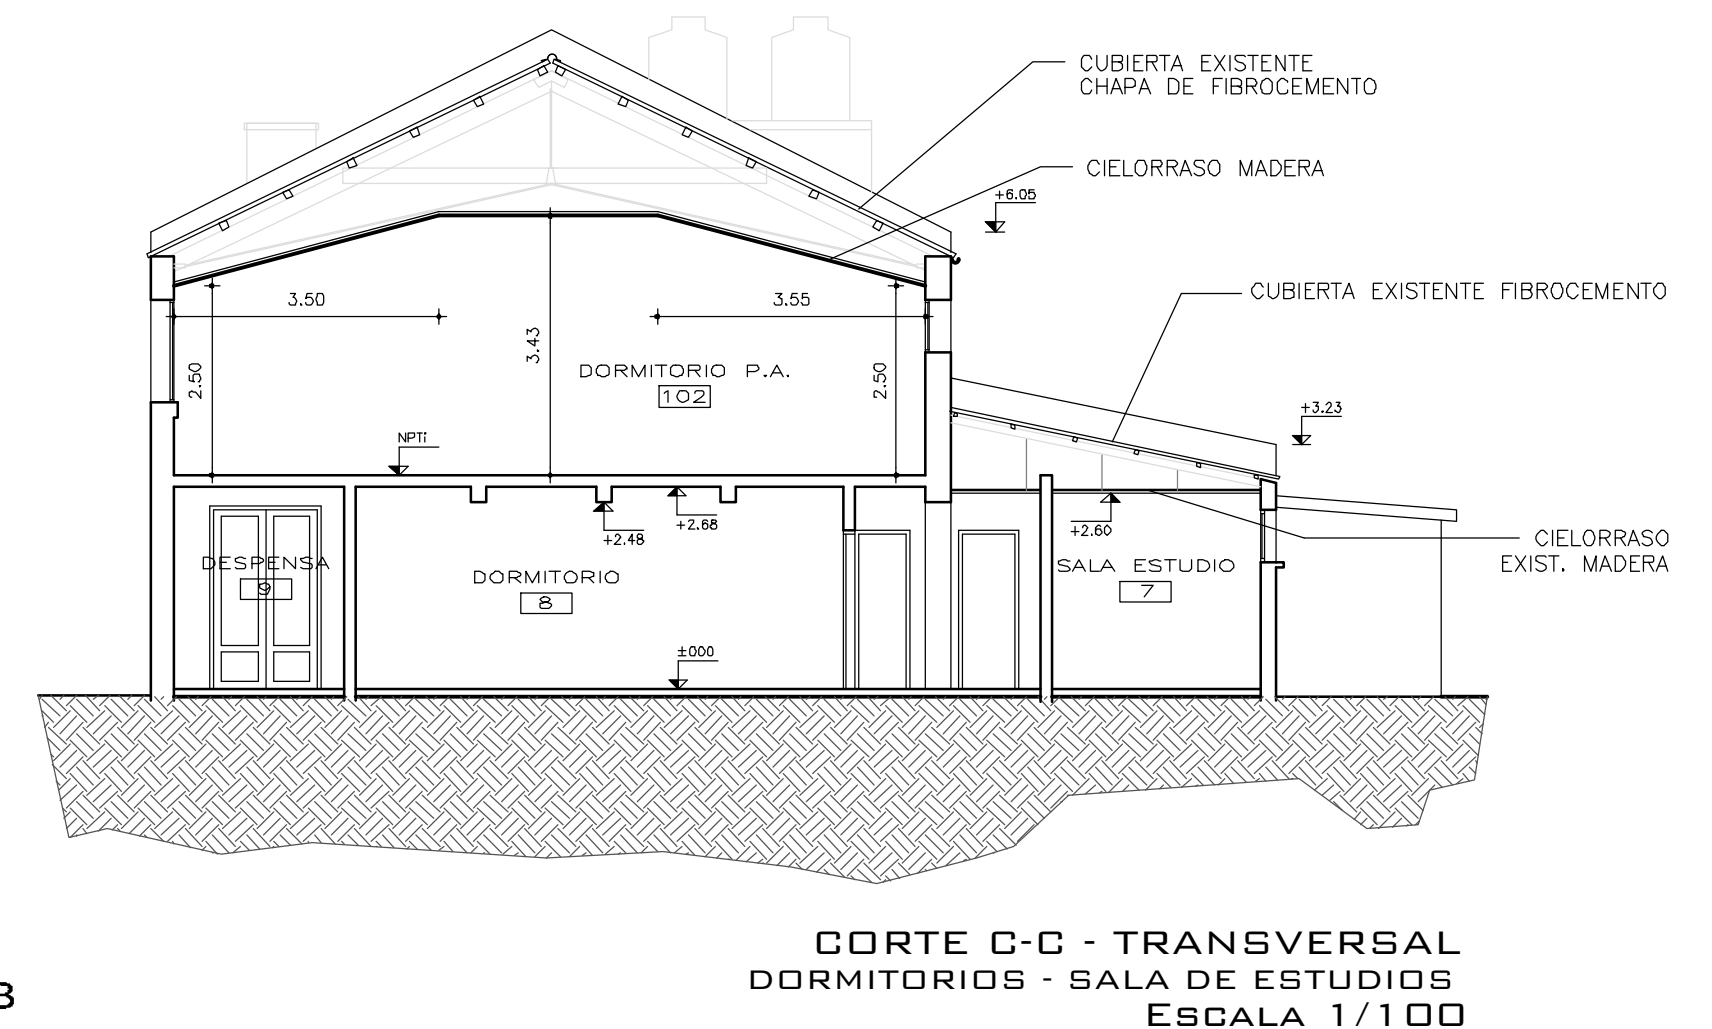 CUBIERTA EXISTENTE
CHAPA DE FIBROCEMENTO
CIELORRASO MADERA
+6.05
CUBIERTA EXISTENTE FIBROCEMENTO
3.50
3.55
3.43
2.50
2.50
DORMITORIO P.A.
102
+3.23
NPTi
+2.48
+2.68
+2.60
CIELORRASO
EXIST. MADERA
DESPENSA
9
DORMITORIO
8
SALA ESTUDIO
7
±000
CORTE C-C - TRANSVERSAL
DORMITORIOS - SALA DE ESTUDIOS
ESCALA 1/100